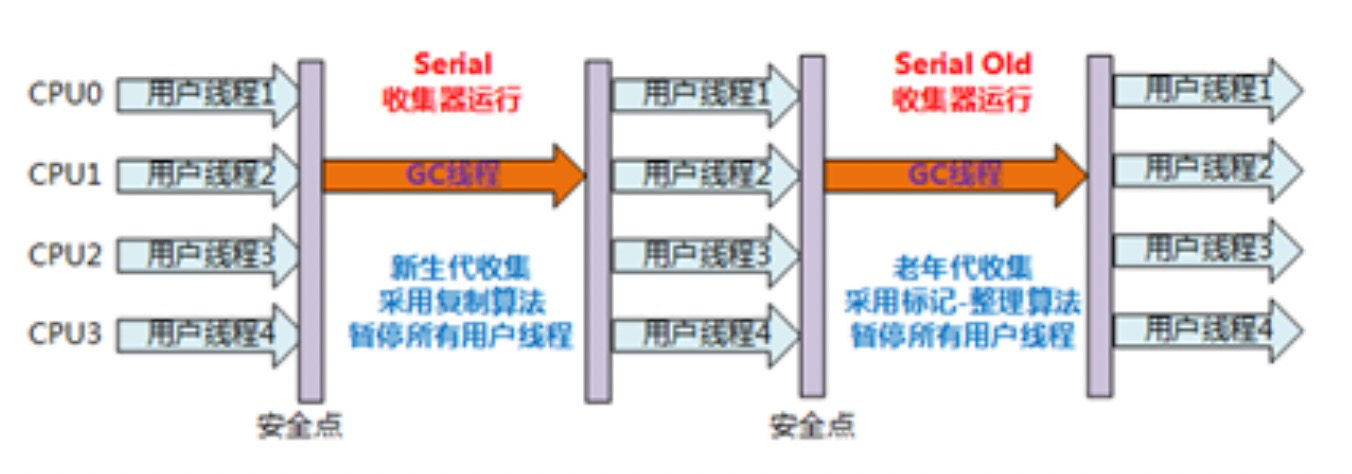 Serial
收集器运行
Serial Old
收集器运行
CPU0
用户线程1
用户线程1
用户线程1
CPU1
用户线程2
GC线程
用户线程2
GC线程
用户线程2
CPU2
用户线程3
用户线程3
用户线程3
新生代收集
采用复制算法
暂停所有用户线程
老年代收集
采用标记-整理算法
暂停所有用户线程
CPU3
用户线程4
用户线程4
用户线程4
安全点
安全点